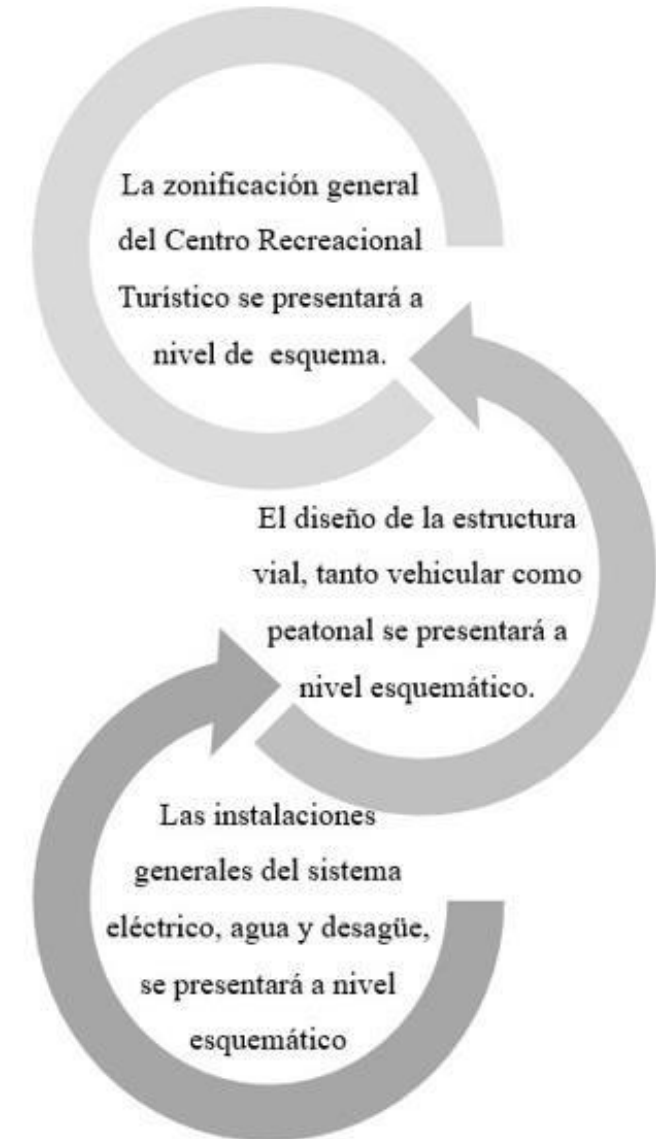 La zonificación general
del Centro Recreacional
Turístico se presentará a
nivel de esquema.
El diseño de la estructura
vial, tanto vehicular como
peatonal se presentará a
nivel esquemático.
Las instalaciones
generales del sistema
eléctrico, agua y desagüe,
se presentará a nivel
esquemático